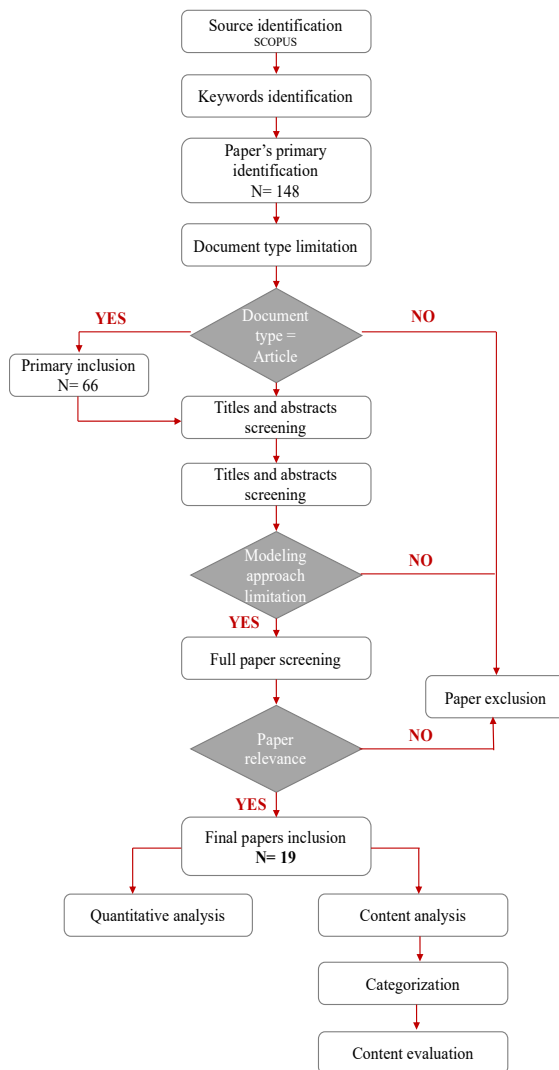 Source identification
SCOPUS
Keywords identification
Paper's primary
identification
N= 148
Document type limitation
YES
Document
type =
Article
NO
Primary inclusion
N= 66
Titles and abstracts
screening
Titles and abstracts
screening
Modeling
approach
limitation
NO
YES
Full paper screening
Paper exclusion
Paper
relevance
NO
YES
Final papers inclusion
N= 19
Quantitative analysis
Content analysis
Categorization
Content evaluation